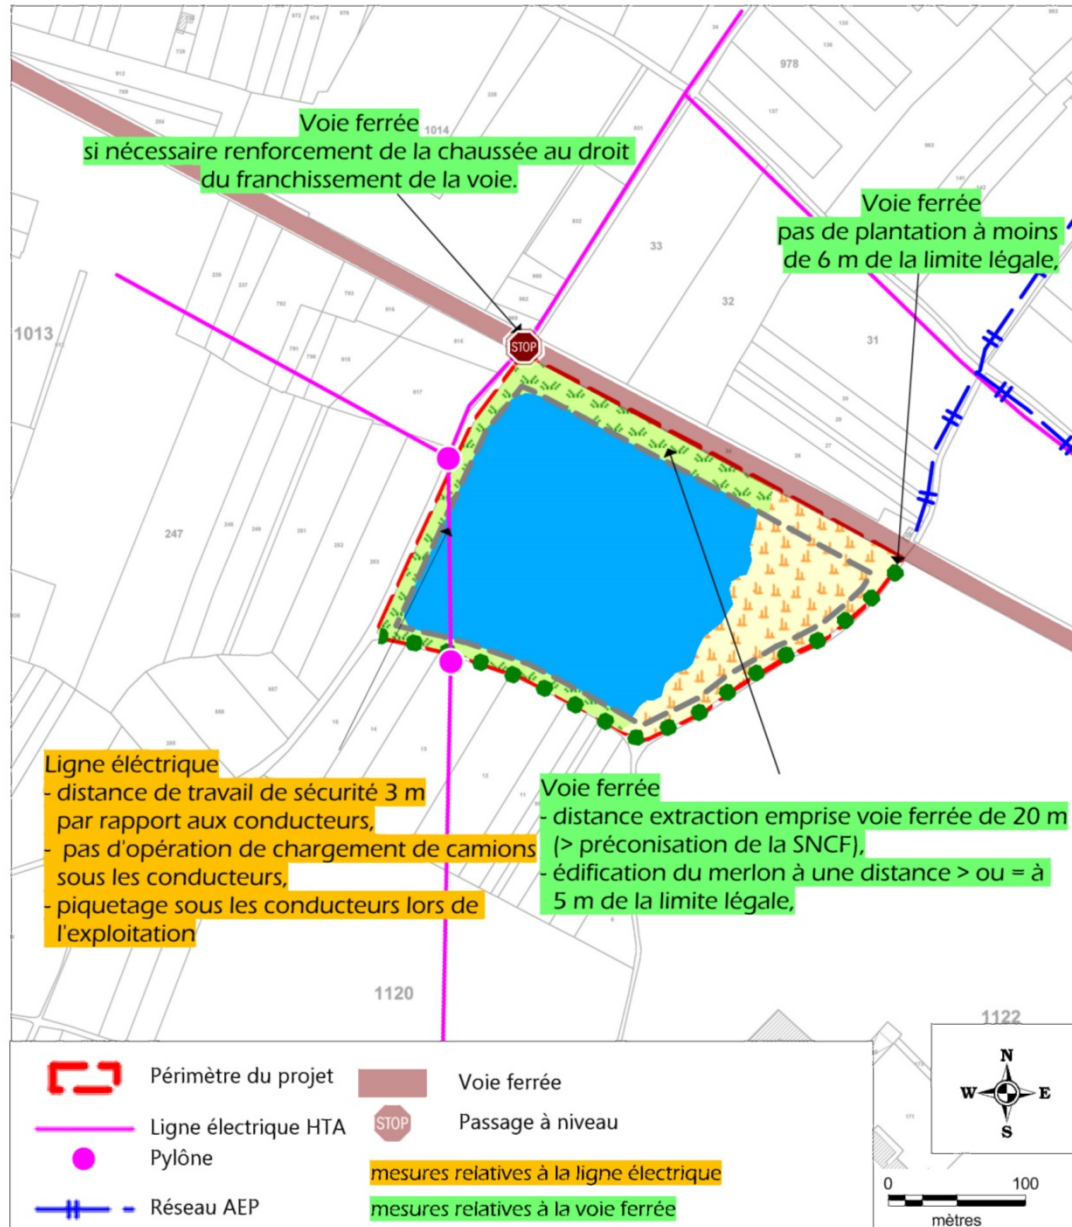 978
1014
Voie ferrée
si nécessaire renforcement de la chaussée au droit
du franchissement de la voie.
Voie ferrée
pas de plantation à moins
de 6 m de la limite légale,
33
32
31
1013
STOP
247
Ligne éléctrique
- distance de travail de sécurité 3 m
par rapport aux conducteurs,
- pas d'opération de chargement de camions
sous les conducteurs,
- piquetage sous les conducteurs lors de
l'exploitation
Voie ferrée
- distance extraction emprise voie ferrée de 20 m
(> préconisation de la SNCF),
- édification du merlon à une distance > ou = à
5 m de la limite légale,
1120
1122
Périmètre du projet
Ligne électrique HTA
Pylône
Réseau AEP
Voie ferrée
STOP
Passage à niveau
mesures relatives à la ligne électrique
mesures relatives à la voie ferrée
N
W E
S
0 100
mètres